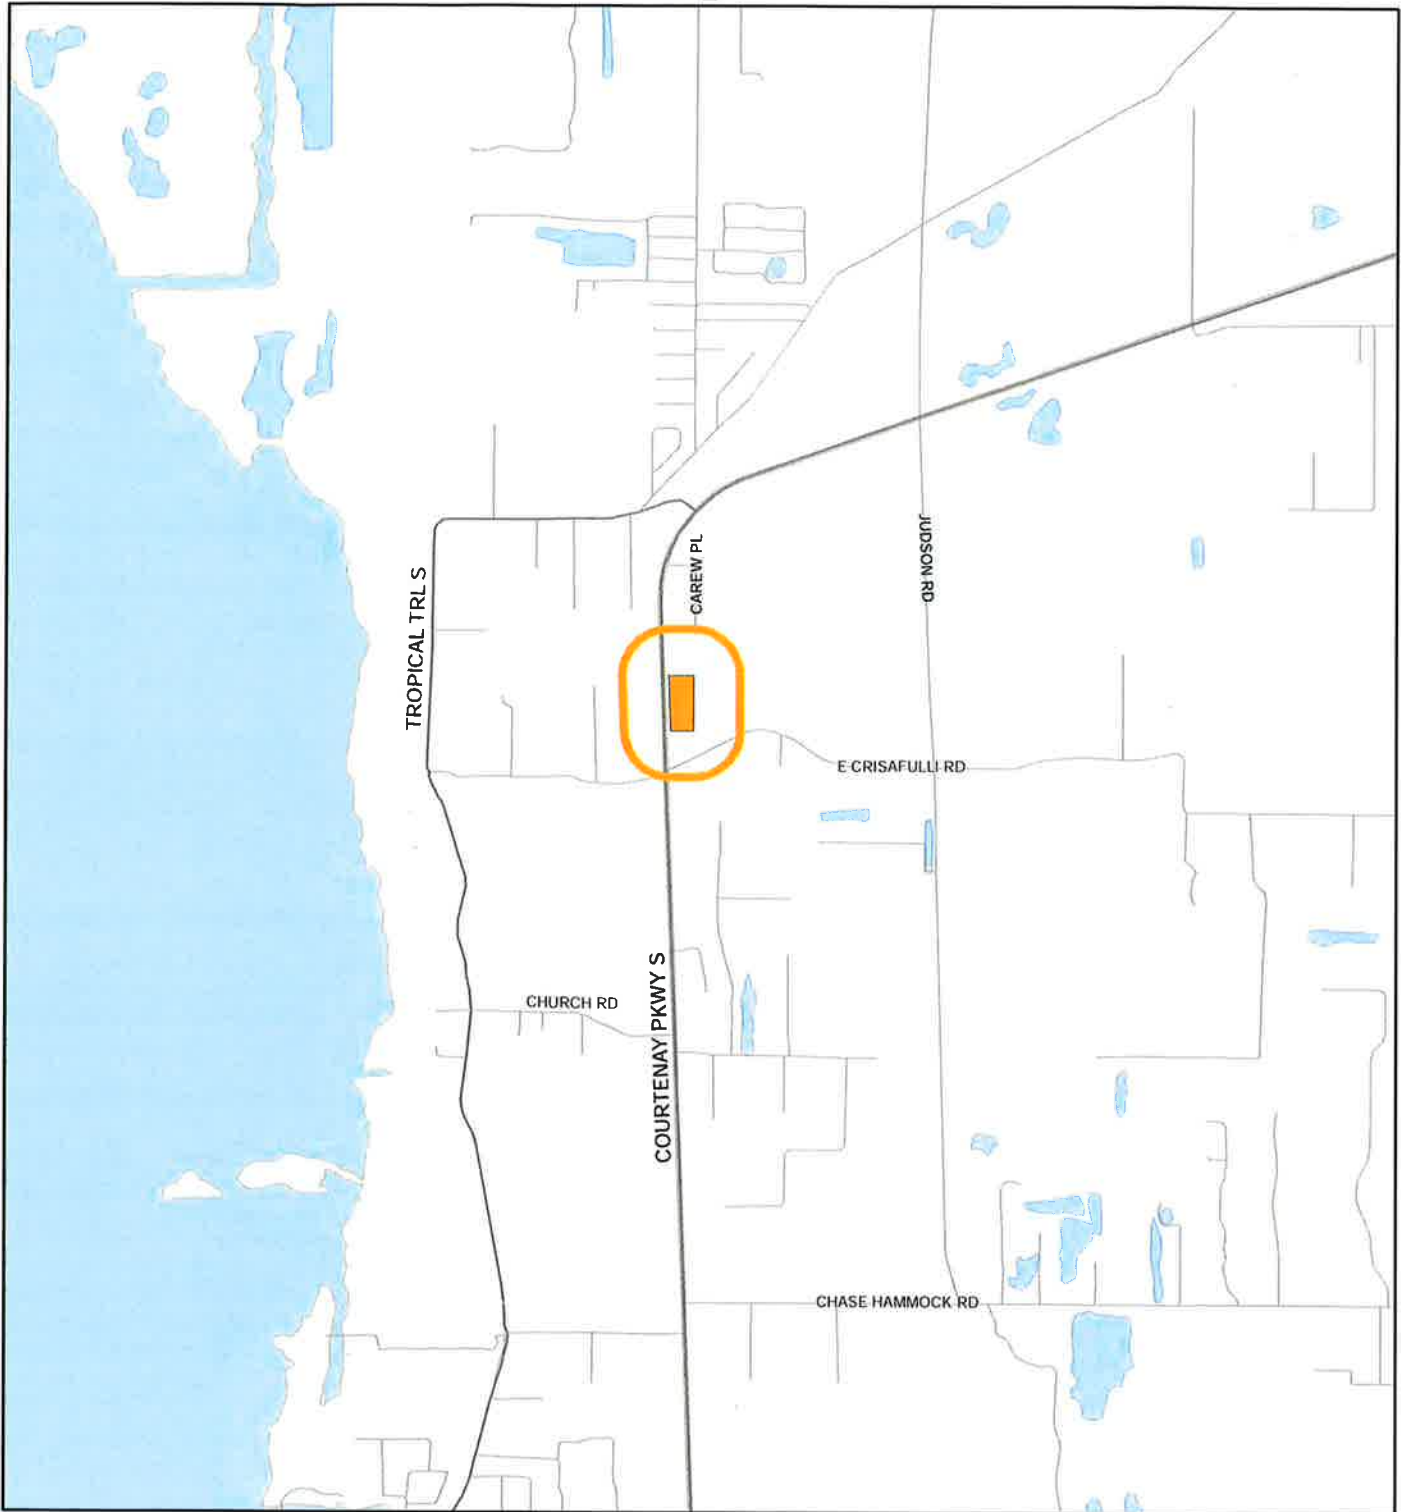 CAREW PL
JUDSON RD
TROPICAL TRL S
E CRISAFULLI RD
COURTENAY PKWY S
CHURCH RD
CHASE HAMMOCK RD